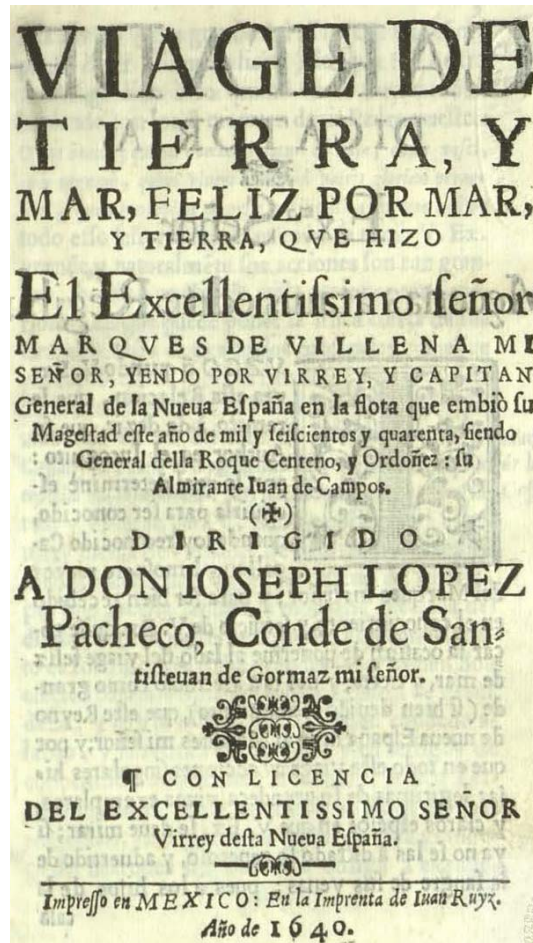 VIAGE DE
TIERRA, Y
MAR, FELIZ POR MAR,
Y TIERRA, QVE HIZO
El Excellentiſsimo ſeñor
MARQVES DE VILLENA MI
SEÑOR, YENDO POR VIRREY, Y CAPITAN
General de la Nueua Eſpaña en la flota que embiò ſu
Mageſtad eſte año de mil y ſeiſcientos y quarenta, ſiendo
General della Roque Centeno, y Ordoñez : ſu
Almirante Iuan de Campos.
(✠)
DIRIGIDO
A DON IOSEPH LOPEZ
Pacheco, Conde de San-
tiſteuan de Gormaz mi ſeñor.
¶ CON LICENCIA
DEL EXCELLENTISSIMO SEÑOR
Virrey deſta Nueua Eſpaña.
Impreſſo en MEXICO: En la Imprenta de Iuan Ruyz.
Año de 1640.